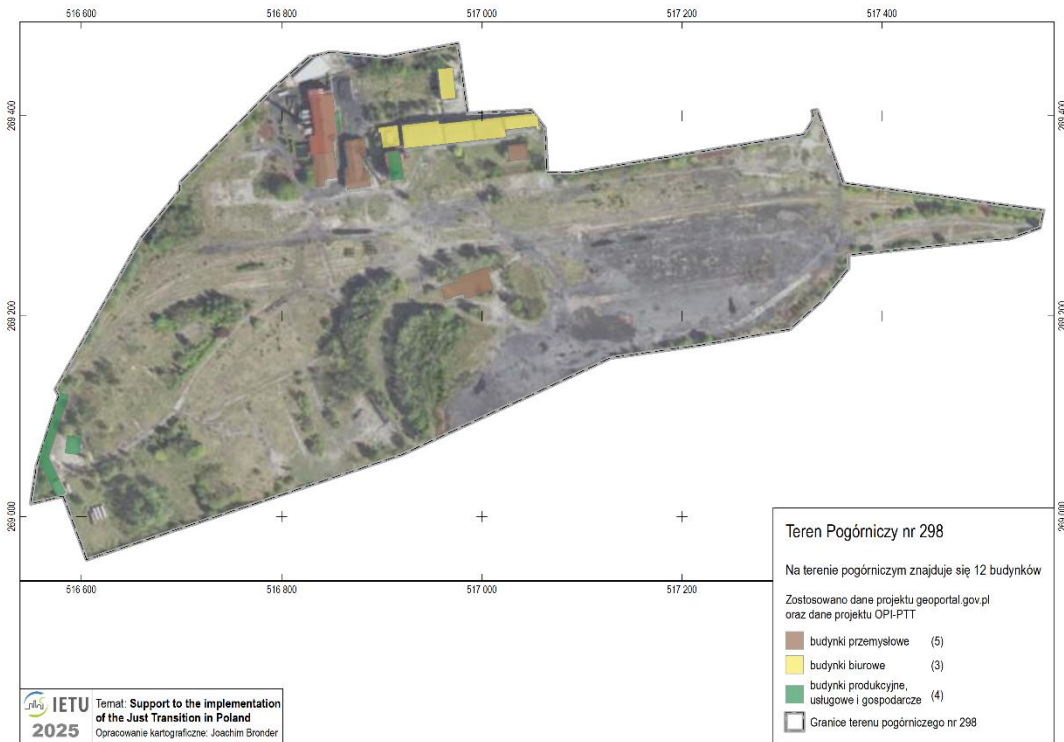 516 600
516 800
517 000
517 200
517 400
269 400
269 400
269 200
269 200
269 000
269 000
516 600
516 800
517 000
517 200
Teren Pogórniczy nr 298
Na terenie pogórniczym znajduje się 12 budynków
Zostosowano dane projektu geoportal.gov.pl
oraz dane projektu OPI-PTT
budynki przemysłowe (5)
budynki biurowe (3)
budynki produkcyjne,
usługowe i gospodarcze (4)
Granice terenu pogórniczego nr 298
IETU
2025
Temat: Support to the implementation
of the Just Transition in Poland
Opracowanie kartograficzne: Joachim Bronder